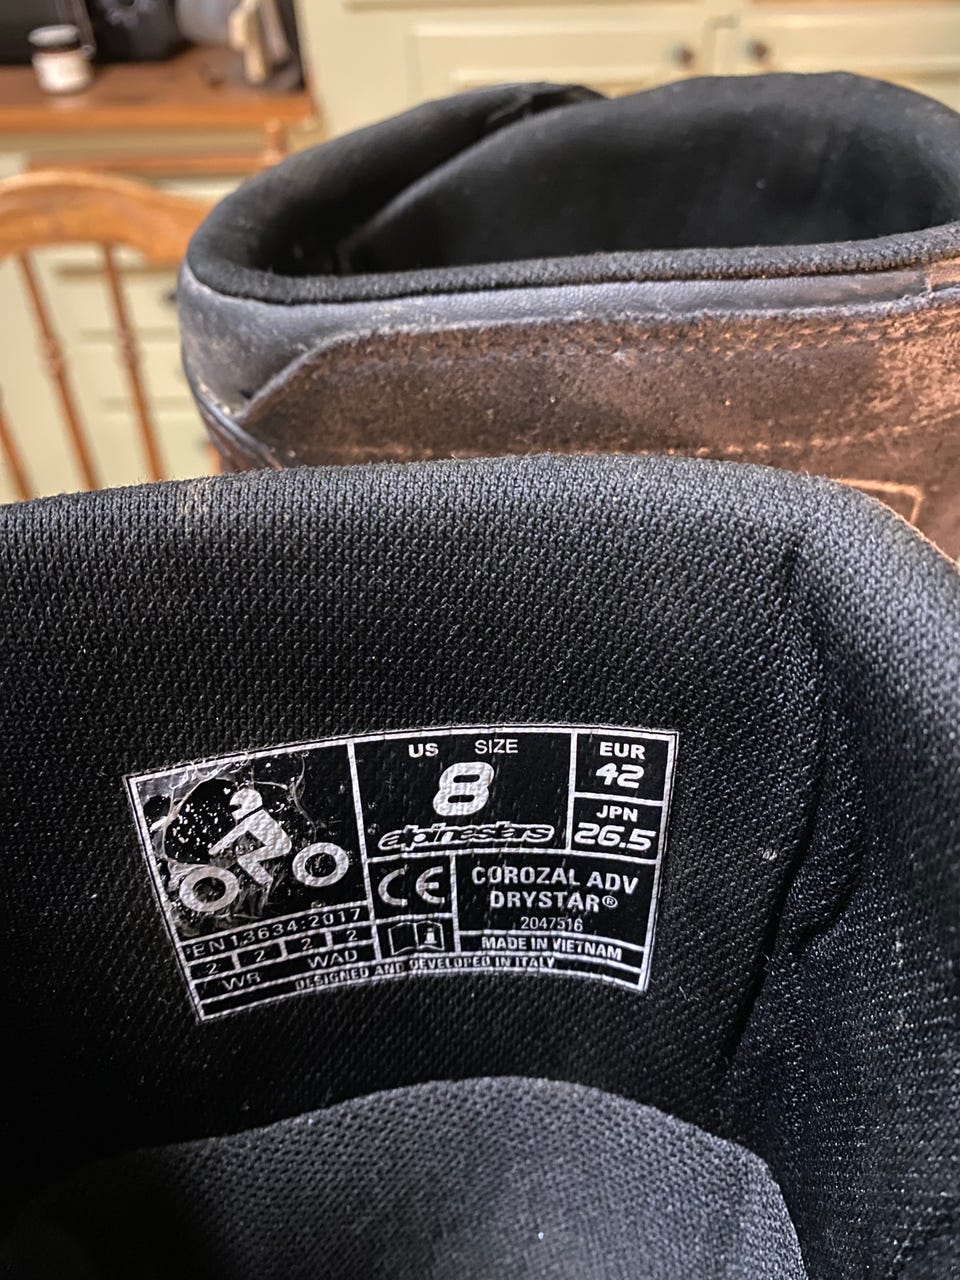 US SIZE
8
alpinestars
EUR
42
JPN
26.5
CE
COROZAL ADV
DRYSTAR®
2047516
MADE IN VIETNAM
EN13634:2017
2 2 2 2
WR WAD
i
DESIGNED AND DEVELOPED IN ITALY